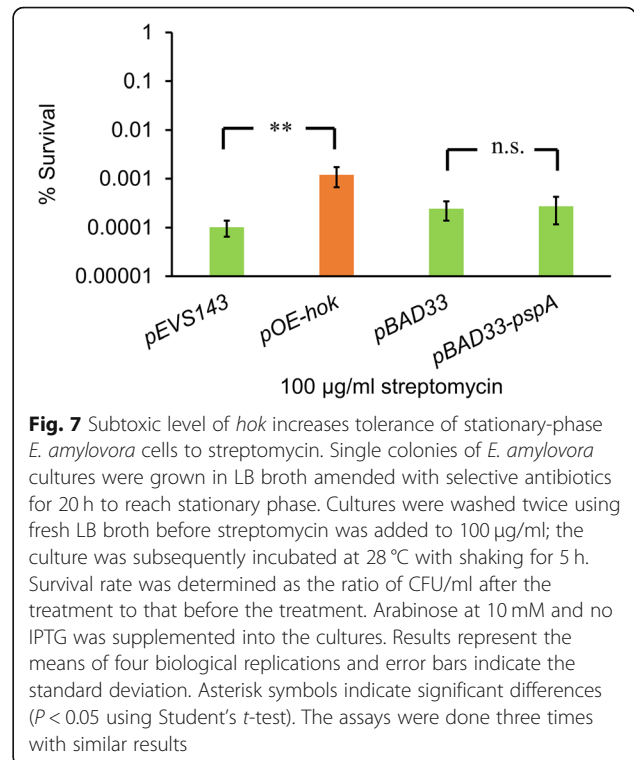 1
0.1
0.01
0.001
0.0001
0.00001
% Survival
**
n.s.
pEVS143
pOE-hok
pBAD33
pBAD33-pspA
100 µg/ml streptomycin
Fig. 7 Subtoxic level of hok increases tolerance of stationary-phase
E. amylovora cells to streptomycin. Single colonies of E. amylovora
cultures were grown in LB broth amended with selective antibiotics
for 20 h to reach stationary phase. Cultures were washed twice using
fresh LB broth before streptomycin was added to 100 µg/ml; the
culture was subsequently incubated at 28 °C with shaking for 5 h.
Survival rate was determined as the ratio of CFU/ml after the
treatment to that before the treatment. Arabinose at 10 mM and no
IPTG was supplemented into the cultures. Results represent the
means of four biological replications and error bars indicate the
standard deviation. Asterisk symbols indicate significant differences
(P < 0.05 using Student's t-test). The assays were done three times
with similar results